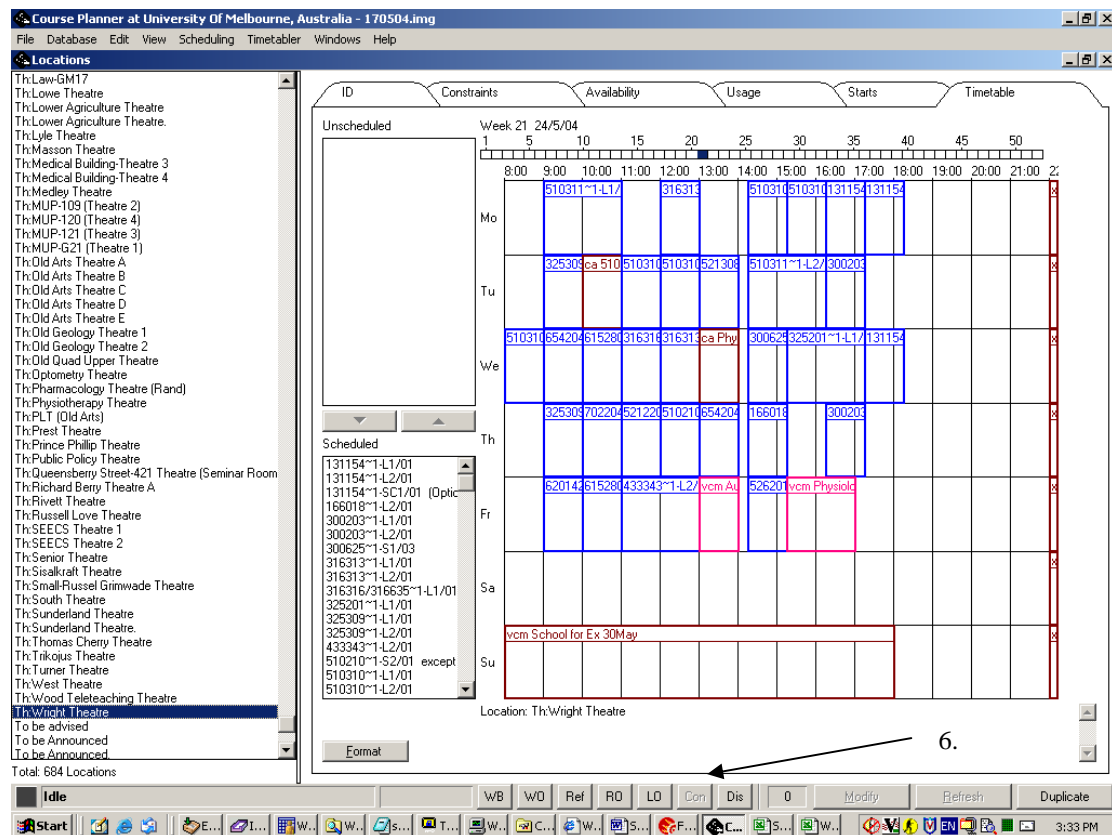 Course Planner at University Of Melbourne, Australia - 170504.img
File Database Edit View Scheduling Timetabler Windows Help
Locations
Th:Law-GM17
Th:Lowe Theatre
Th:Lower Agriculture Theatre
Th:Lower Agriculture Theatre.
Th:Lyle Theatre
Th:Masson Theatre
Th:Medical Building-Theatre 3
Th:Medical Building-Theatre 4
Th:Medley Theatre
Th:MUP-109 (Theatre 2)
Th:MUP-120 (Theatre 4)
Th:MUP-121 (Theatre 3)
Th:MUP-G21 (Theatre 1)
Th:Old Arts Theatre A
Th:Old Arts Theatre B
Th:Old Arts Theatre C
Th:Old Arts Theatre D
Th:Old Arts Theatre E
Th:Old Geology Theatre 1
Th:Old Geology Theatre 2
Th:Old Quad Upper Theatre
Th:Optometry Theatre
Th:Pharmacology Theatre (Rand)
Th:Physiotherapy Theatre
Th:PLT (Old Arts)
Th:Prest Theatre
Th:Prince Phillip Theatre
Th:Public Policy Theatre
Th:Queensberry Street-421 Theatre (Seminar Room
Th:Richard Berry Theatre A
Th:Rivett Theatre
Th:Russell Love Theatre
Th:SEECS Theatre 1
Th:SEECS Theatre 2
Th:Senior Theatre
Th:Sisalkraft Theatre
Th:Small-Russel Grimwade Theatre
Th:South Theatre
Th:Sunderland Theatre
Th:Sunderland Theatre.
Th:Thomas Cherry Theatre
Th:Trikojus Theatre
Th:Turner Theatre
Th:West Theatre
Th:Wood Teleteaching Theatre
Th:Wright Theatre
To be advised
To be Announced
To be Announced.
Total: 684 Locations
ID Constraints Availability Usage Starts Timetable
Unscheduled
Scheduled
131154~1-L1/01
131154~1-L2/01
131154~1-SC1/01 (Optic
166018~1-L2/01
300203~1-L1/01
300203~1-L2/01
300625~1-S1/03
316313~1-L1/01
316313~1-L2/01
316316/316635~1-L1/01
325201~1-L1/01
325309~1-L1/01
325309~1-L2/01
433343~1-L2/01
510210~1-S2/01 except
510310~1-L1/01
510310~1-L2/01
Format
Week 21 24/5/04
1 5 10 15 20 25 30 35 40 45 50
8:00 9:00 10:00 11:00 12:00 13:00 14:00 15:00 16:00 17:00 18:00 19:00 20:00 21:00 22
Mo 510311~1-L1/ 316313 510310 510310 131154 131154 x
Tu 325309 ca 510 510310 510310 521308 510311~1-L2/ 300203 x
We 510310 654204 615280 316316 316313 ca Phy 300625 325201~1-L1/ 131154 x
Th 325309 702204 521220 510210 654204 166018 300203 x
Fr 620142 615280 433343~1-L2/ vcm Au 526201 vcm Physiolo x
Sa x
Su vcm School for Ex 30May x
Location: Th:Wright Theatre
6.
Idle WB WO Ref RO LO Con Dis 0 Modify Refresh Duplicate
Start E.. I... W.. W.. s... T... W.. C... W.. S... F... C... S... W.. EN 3:33 PM